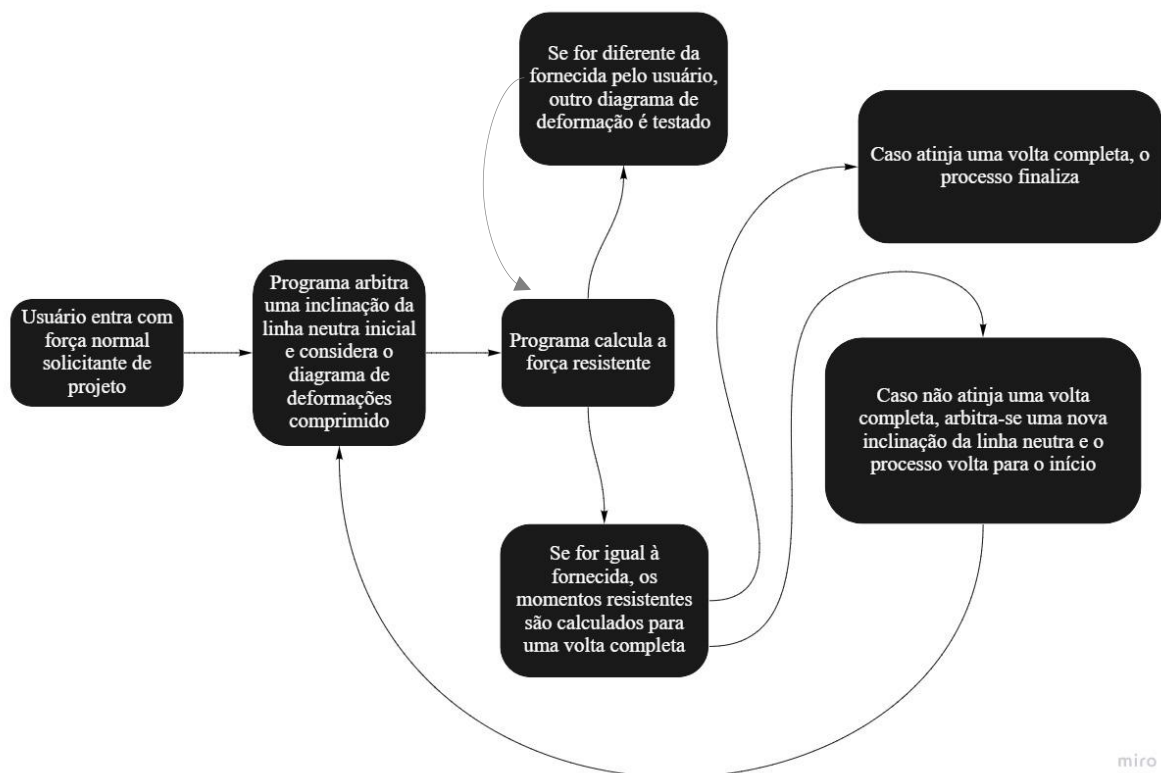 Usuário entra com
força normal
solicitante de
projeto
Programa arbitra
uma inclinação da
linha neutra inicial
e considera o
diagrama de
deformações
comprimido
Programa calcula a
força resistente
Se for diferente da
fornecida pelo usuário,
outro diagrama de
deformação é testado
Se for igual à
fornecida, os
momentos resistentes
são calculados para
uma volta completa
Caso atinja uma volta completa, o
processo finaliza
Caso não atinja uma volta
completa, arbitra-se uma nova
inclinação da linha neutra e o
processo volta para o início
miro